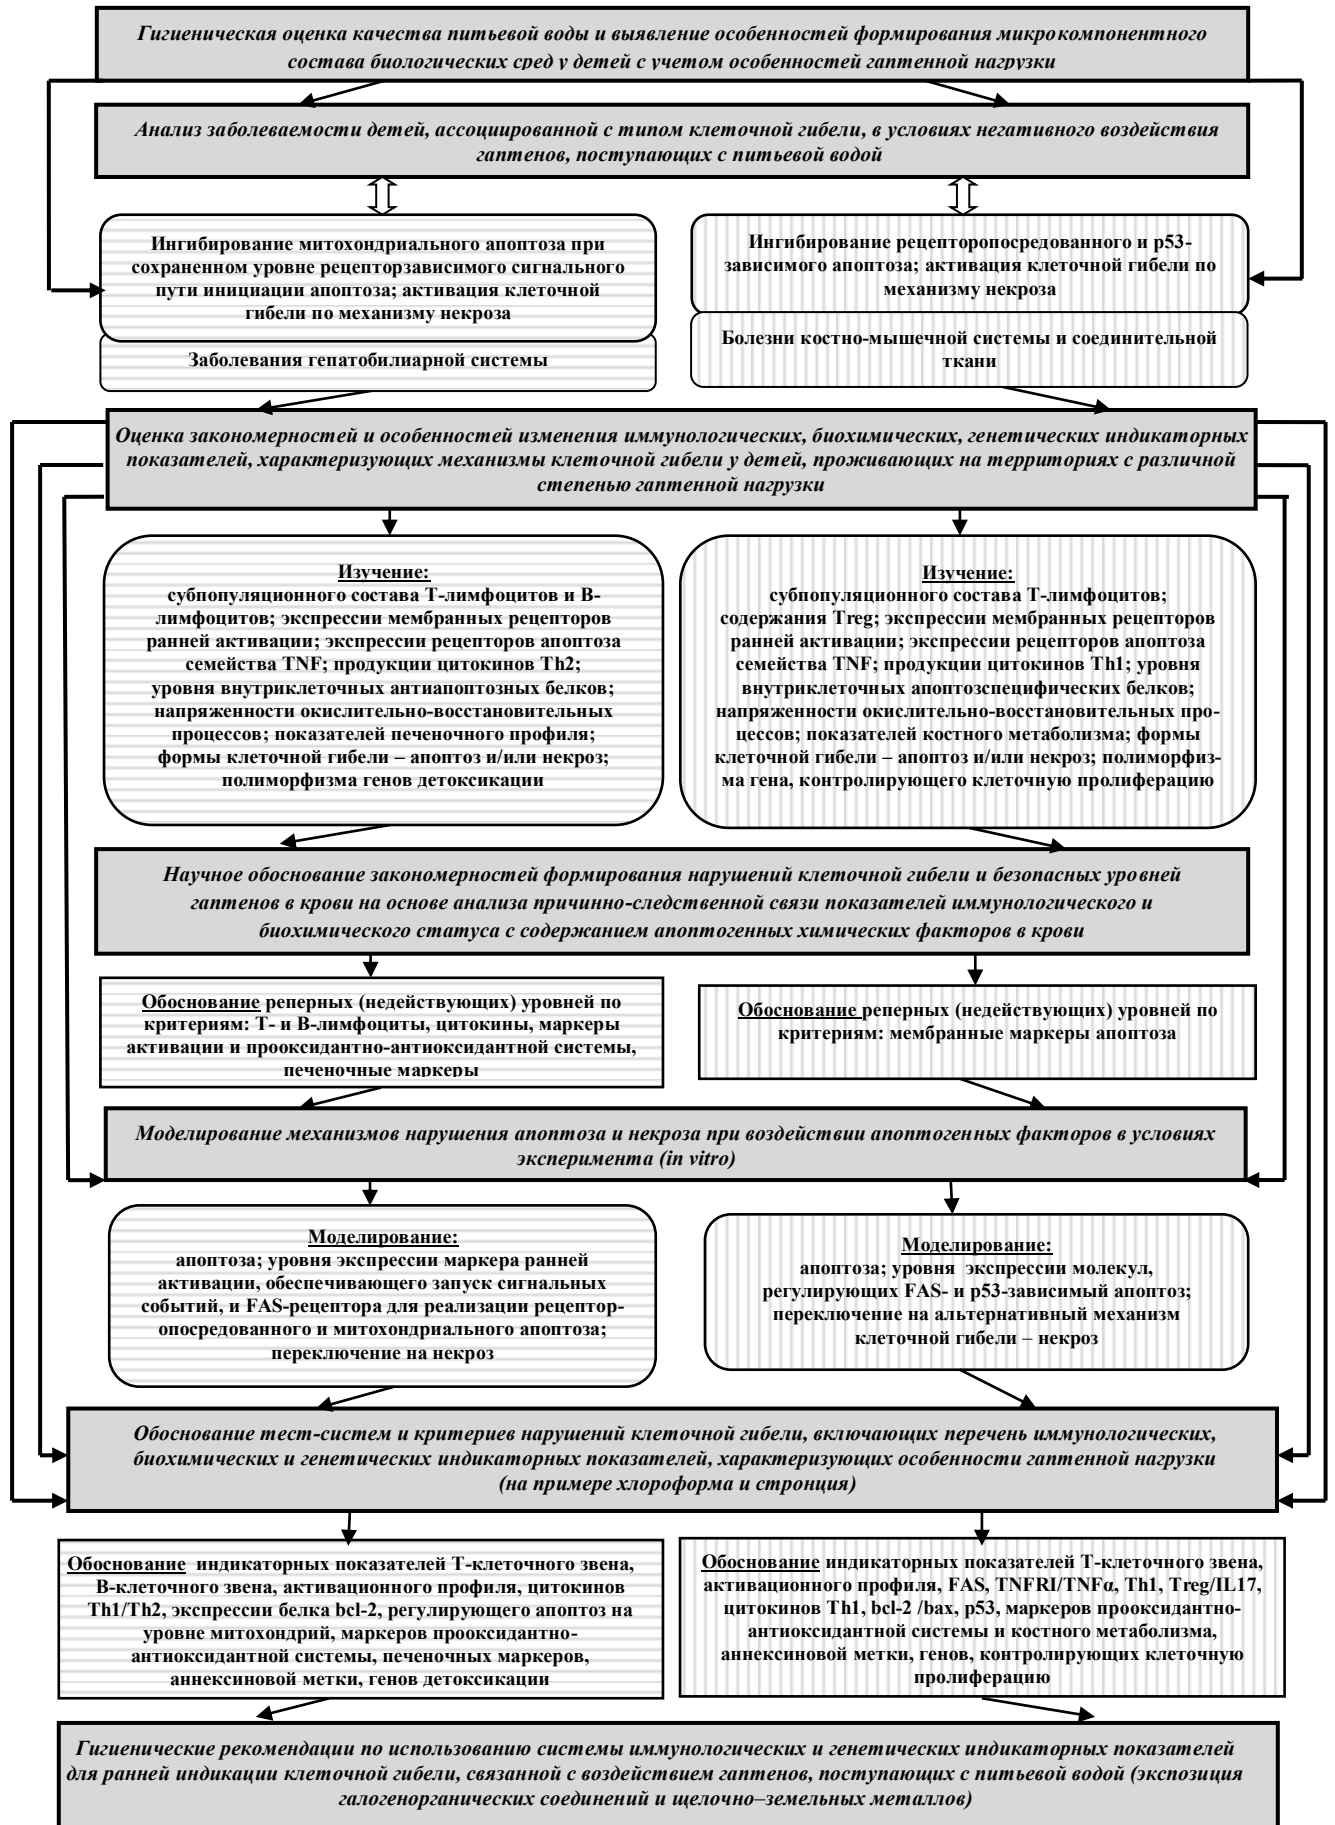 Гигиеническая оценка качества питьевой воды и выявление особенностей формирования микрокомпонентного
состава биологических сред у детей с учетом особенностей гаптенной нагрузки
Анализ заболеваемости детей, ассоциированной с типом клеточной гибели, в условиях негативного воздействия
гаптенов, поступающих с питьевой водой
Ингибирование митохондриального апоптоза при
сохраненном уровне рецепторзависимого сигнального
пути инициации апоптоза; активация клеточной
гибели по механизму некроза
Заболевания гепатобилиарной системы
Ингибирование рецепторопосредованного и p53-
зависимого апоптоза; активация клеточной гибели по
механизму некроза
Болезни костно-мышечной системы и соединительной
ткани
Оценка закономерностей и особенностей изменения иммунологических, биохимических, генетических индикаторных
показателей, характеризующих механизмы клеточной гибели у детей, проживающих на территориях с различной
степенью гаптенной нагрузки
Изучение:
субпопуляционного состава Т-лимфоцитов и В-
лимфоцитов; экспрессии мембранных рецепторов
ранней активации; экспрессии рецепторов апоптоза
семейства TNF; продукции цитокинов Th2;
уровня внутриклеточных антиапоптозных белков;
напряженности окислительно-восстановительных
процессов; показателей печеночного профиля;
формы клеточной гибели – апоптоз и/или некроз;
полиморфизма генов детоксикации
Изучение:
субпопуляционного состава Т-лимфоцитов;
содержания Treg; экспрессии мембранных рецепторов
ранней активации; экспрессии рецепторов апоптоза
семейства TNF; продукции цитокинов Th1; уровня
внутриклеточных апоптозспецифических белков;
напряженности окислительно-восстановительных про-
цессов; показателей костного метаболизма; формы
клеточной гибели – апоптоз и/или некроз; полиморфиз-
ма гена, контролирующего клеточную пролиферацию
Научное обоснование закономерностей формирования нарушений клеточной гибели и безопасных уровней
гаптенов в крови на основе анализа причинно-следственной связи показателей иммунологического и
биохимического статуса с содержанием апоптогенных химических факторов в крови
Обоснование реперных (недействующих) уровней по
критериям: Т- и В-лимфоциты, цитокины, маркеры
активации и прооксидантно-антиоксидантной системы,
печеночные маркеры
Обоснование реперных (недействующих) уровней по
критериям: мембранные маркеры апоптоза
Моделирование механизмов нарушения апоптоза и некроза при воздействии апоптогенных факторов в условиях
эксперимента (in vitro)
Моделирование:
апоптоза; уровня экспрессии маркера ранней
активации, обеспечивающего запуск сигнальных
событий, и FAS-рецептора для реализации рецептор-
опосредованного и митохондриального апоптоза;
переключение на некроз
Моделирование:
апоптоза; уровня экспрессии молекул,
регулирующих FAS- и p53-зависимый апоптоз;
переключение на альтернативный механизм
клеточной гибели – некроз
Обоснование тест-систем и критериев нарушений клеточной гибели, включающих перечень иммунологических,
биохимических и генетических индикаторных показателей, характеризующих особенности гаптенной нагрузки
(на примере хлороформа и стронция)
Обоснование индикаторных показателей Т-клеточного звена,
В-клеточного звена, активационного профиля, цитокинов
Th1/Th2, экспрессии белка bcl-2, регулирующего апоптоз на
уровне митохондрий, маркеров прооксидантно-
антиоксидантной системы, печеночных маркеров,
аннексиновой метки, генов детоксикации
Обоснование индикаторных показателей Т-клеточного звена,
активационного профиля, FAS, TNFRI/TNFα, Th1, Treg/IL17,
цитокинов Th1, bcl-2 /bax, p53, маркеров прооксидантно-
антиоксидантной системы и костного метаболизма,
аннексиновой метки, генов, контролирующих клеточную
пролиферацию
Гигиенические рекомендации по использованию системы иммунологических и генетических индикаторных показателей
для ранней индикации клеточной гибели, связанной с воздействием гаптенов, поступающих с питьевой водой (экспозиция
галогенорганических соединений и щелочно–земельных металлов)